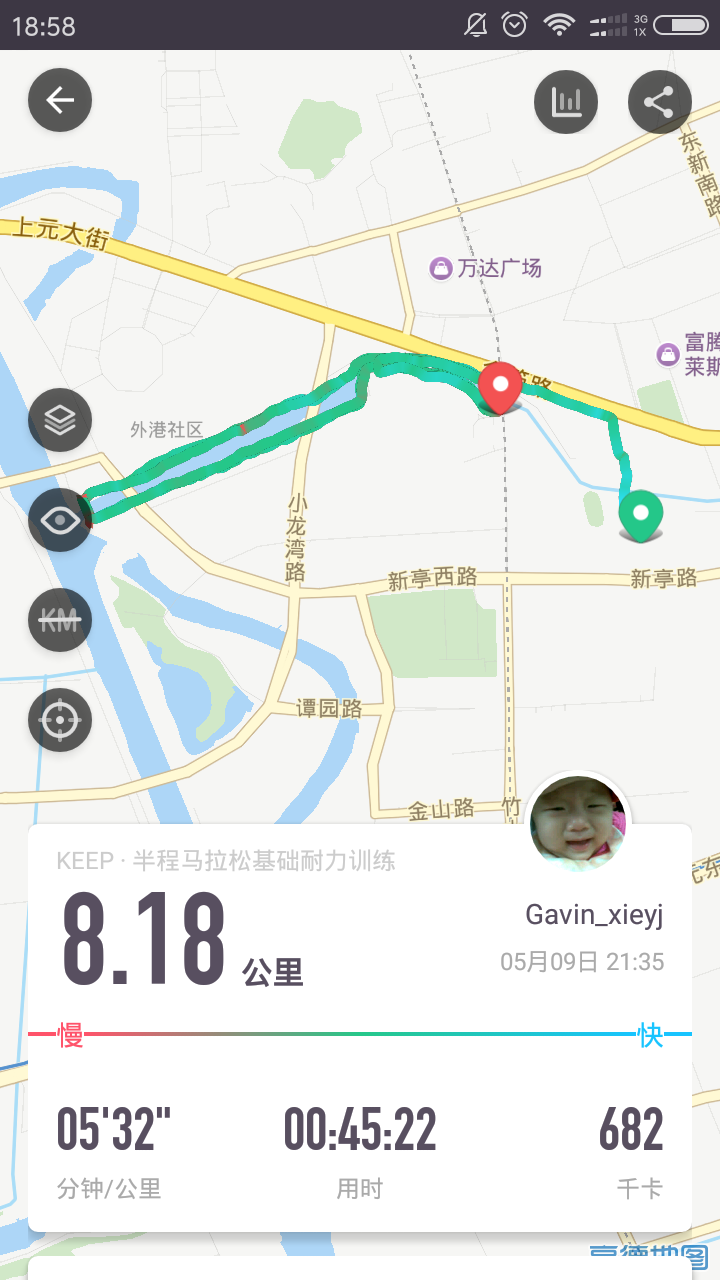 18:58
3G
1X
东新南路
上元大街
万达广场
富腾
莱斯
路
外港社区
小龙湾路
新亭西路
新亭路
谭园路
金山路
竹
KM
KEEP · 半程马拉松基础耐力训练
元东
8.18 公里
Gavin_xieyj
05月09日 21:35
慢
快
05'32"
00:45:22
682
分钟/公里
用时
千卡
高德地图